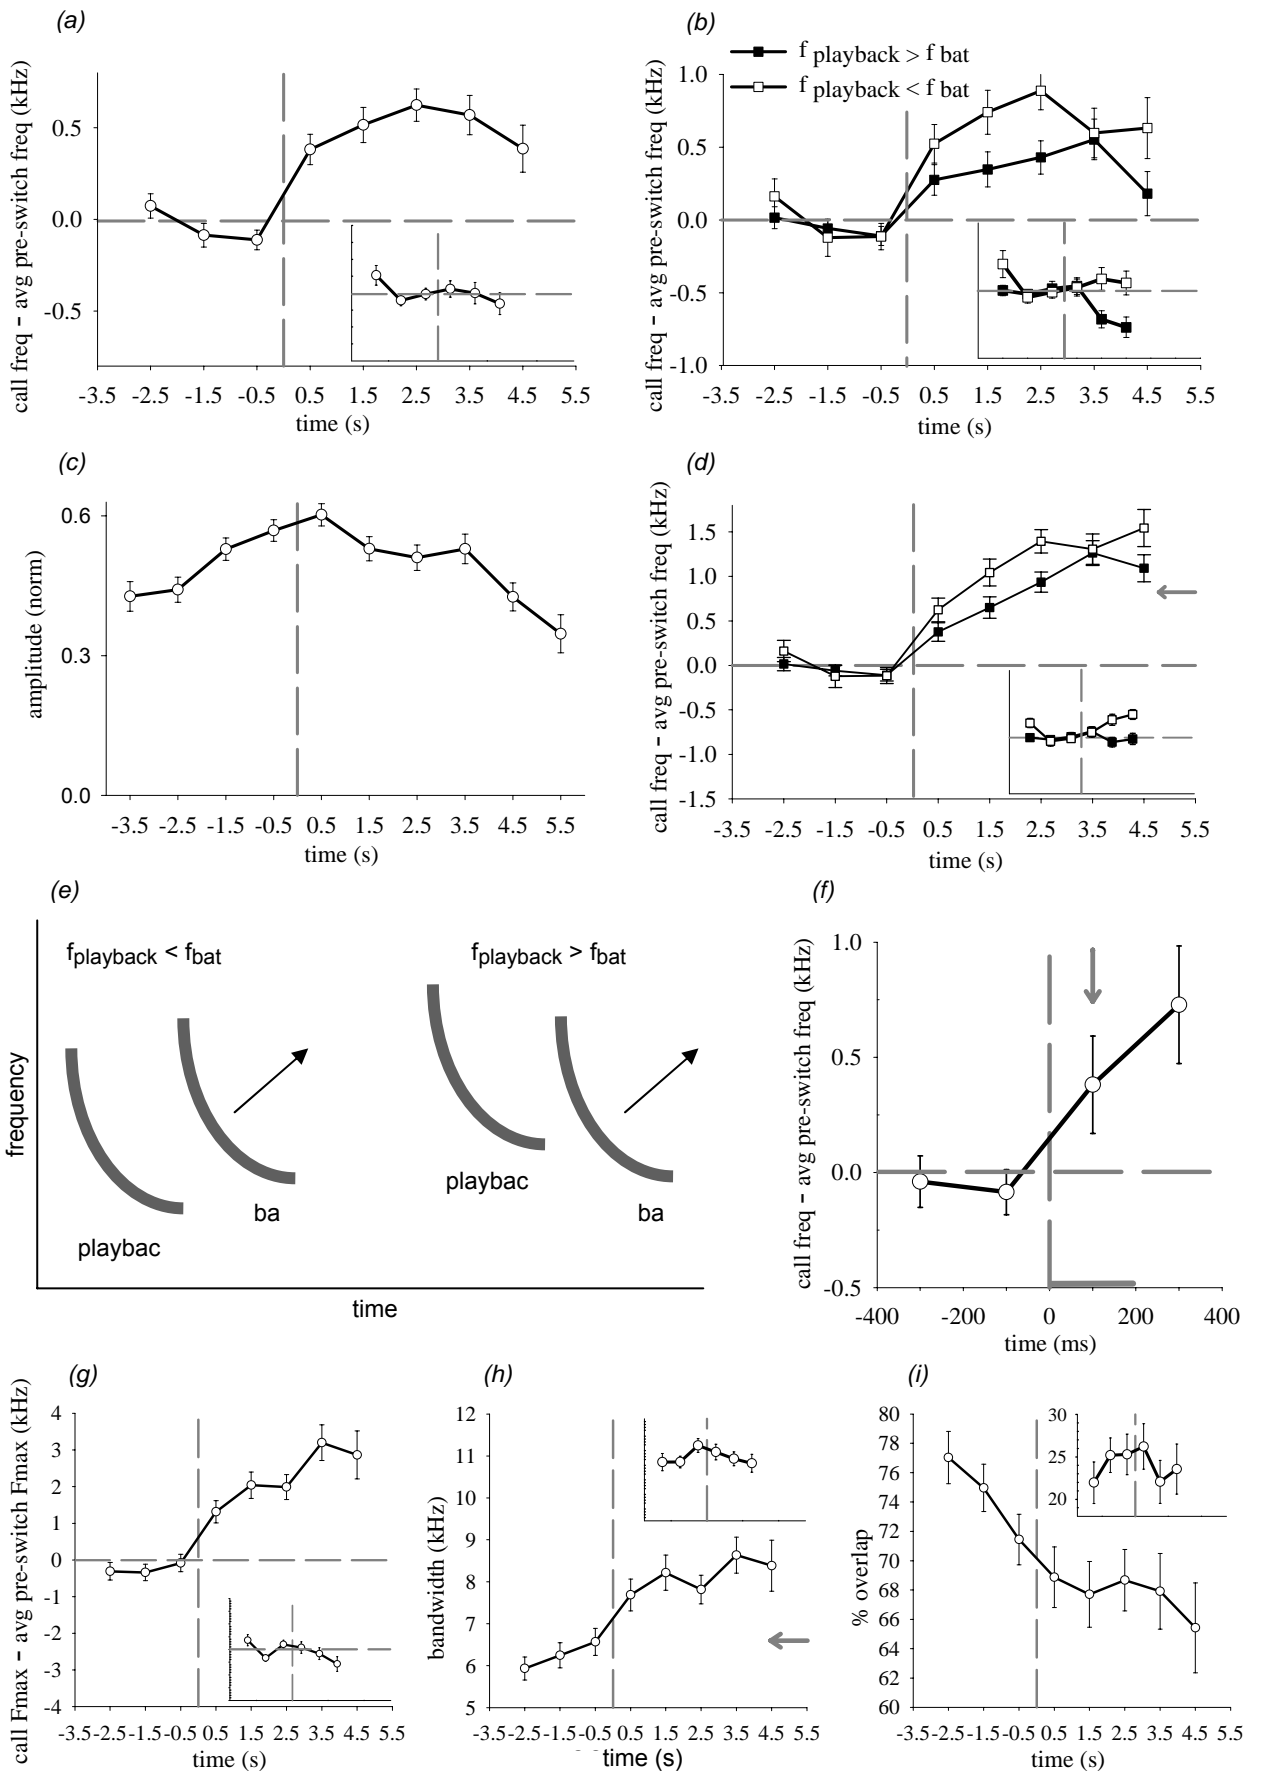 (a)
call freq – avg pre-switch freq (kHz)
0.5
0.0
-0.5
-3.5 -2.5 -1.5 -0.5 0.5 1.5 2.5 3.5 4.5 5.5
time (s)
(b)
f playback > f bat
f playback < f bat
call freq – avg pre-switch freq (kHz)
1.0
0.5
0.0
-0.5
-1.0
-3.5 -2.5 -1.5 -0.5 0.5 1.5 2.5 3.5 4.5 5.5
time (s)
(c)
amplitude (norm)
0.6
0.3
0.0
-3.5 -2.5 -1.5 -0.5 0.5 1.5 2.5 3.5 4.5 5.5
time (s)
(d)
call freq – avg pre-switch freq (kHz)
1.5
1.0
0.5
0.0
-0.5
-1.0
-1.5
-3.5 -2.5 -1.5 -0.5 0.5 1.5 2.5 3.5 4.5 5.5
time (s)
(e)
frequency
fplayback < fbat
fplayback > fbat
playbac
ba
playbac
ba
time
(f)
call freq – avg pre-switch freq (kHz)
1.0
0.5
0.0
-0.5
-400 -200 0 200 400
time (ms)
(g)
call Fmax – avg pre-switch Fmax (kHz)
4
3
2
1
0
-1
-2
-3
-4
-3.5 -2.5 -1.5 -0.5 0.5 1.5 2.5 3.5 4.5 5.5
time (s)
(h)
bandwidth (kHz)
12
11
10
9
8
7
6
5
-3.5 -2.5 -1.5 -0.5 0.5 1.5 2.5 3.5 4.5 5.5
time (s)
(i)
% overlap
80
78
76
74
72
70
68
66
64
62
60
30
25
20
-3.5 -2.5 -1.5 -0.5 0.5 1.5 2.5 3.5 4.5 5.5
time (s)